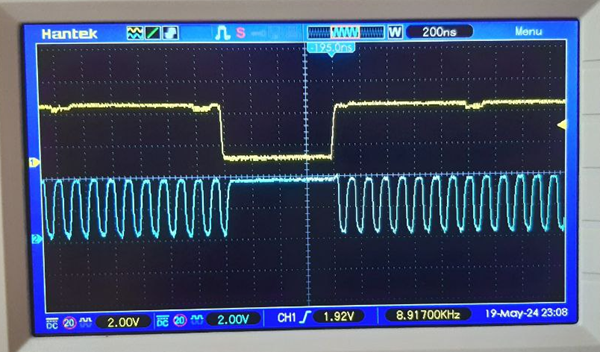 Hantek S W 200ns Menu
-195.0ns
1
2
DC 20 2.00V DC 20 2.00V CH1 1.92V 8.91700KHz 19-May-24 23:08